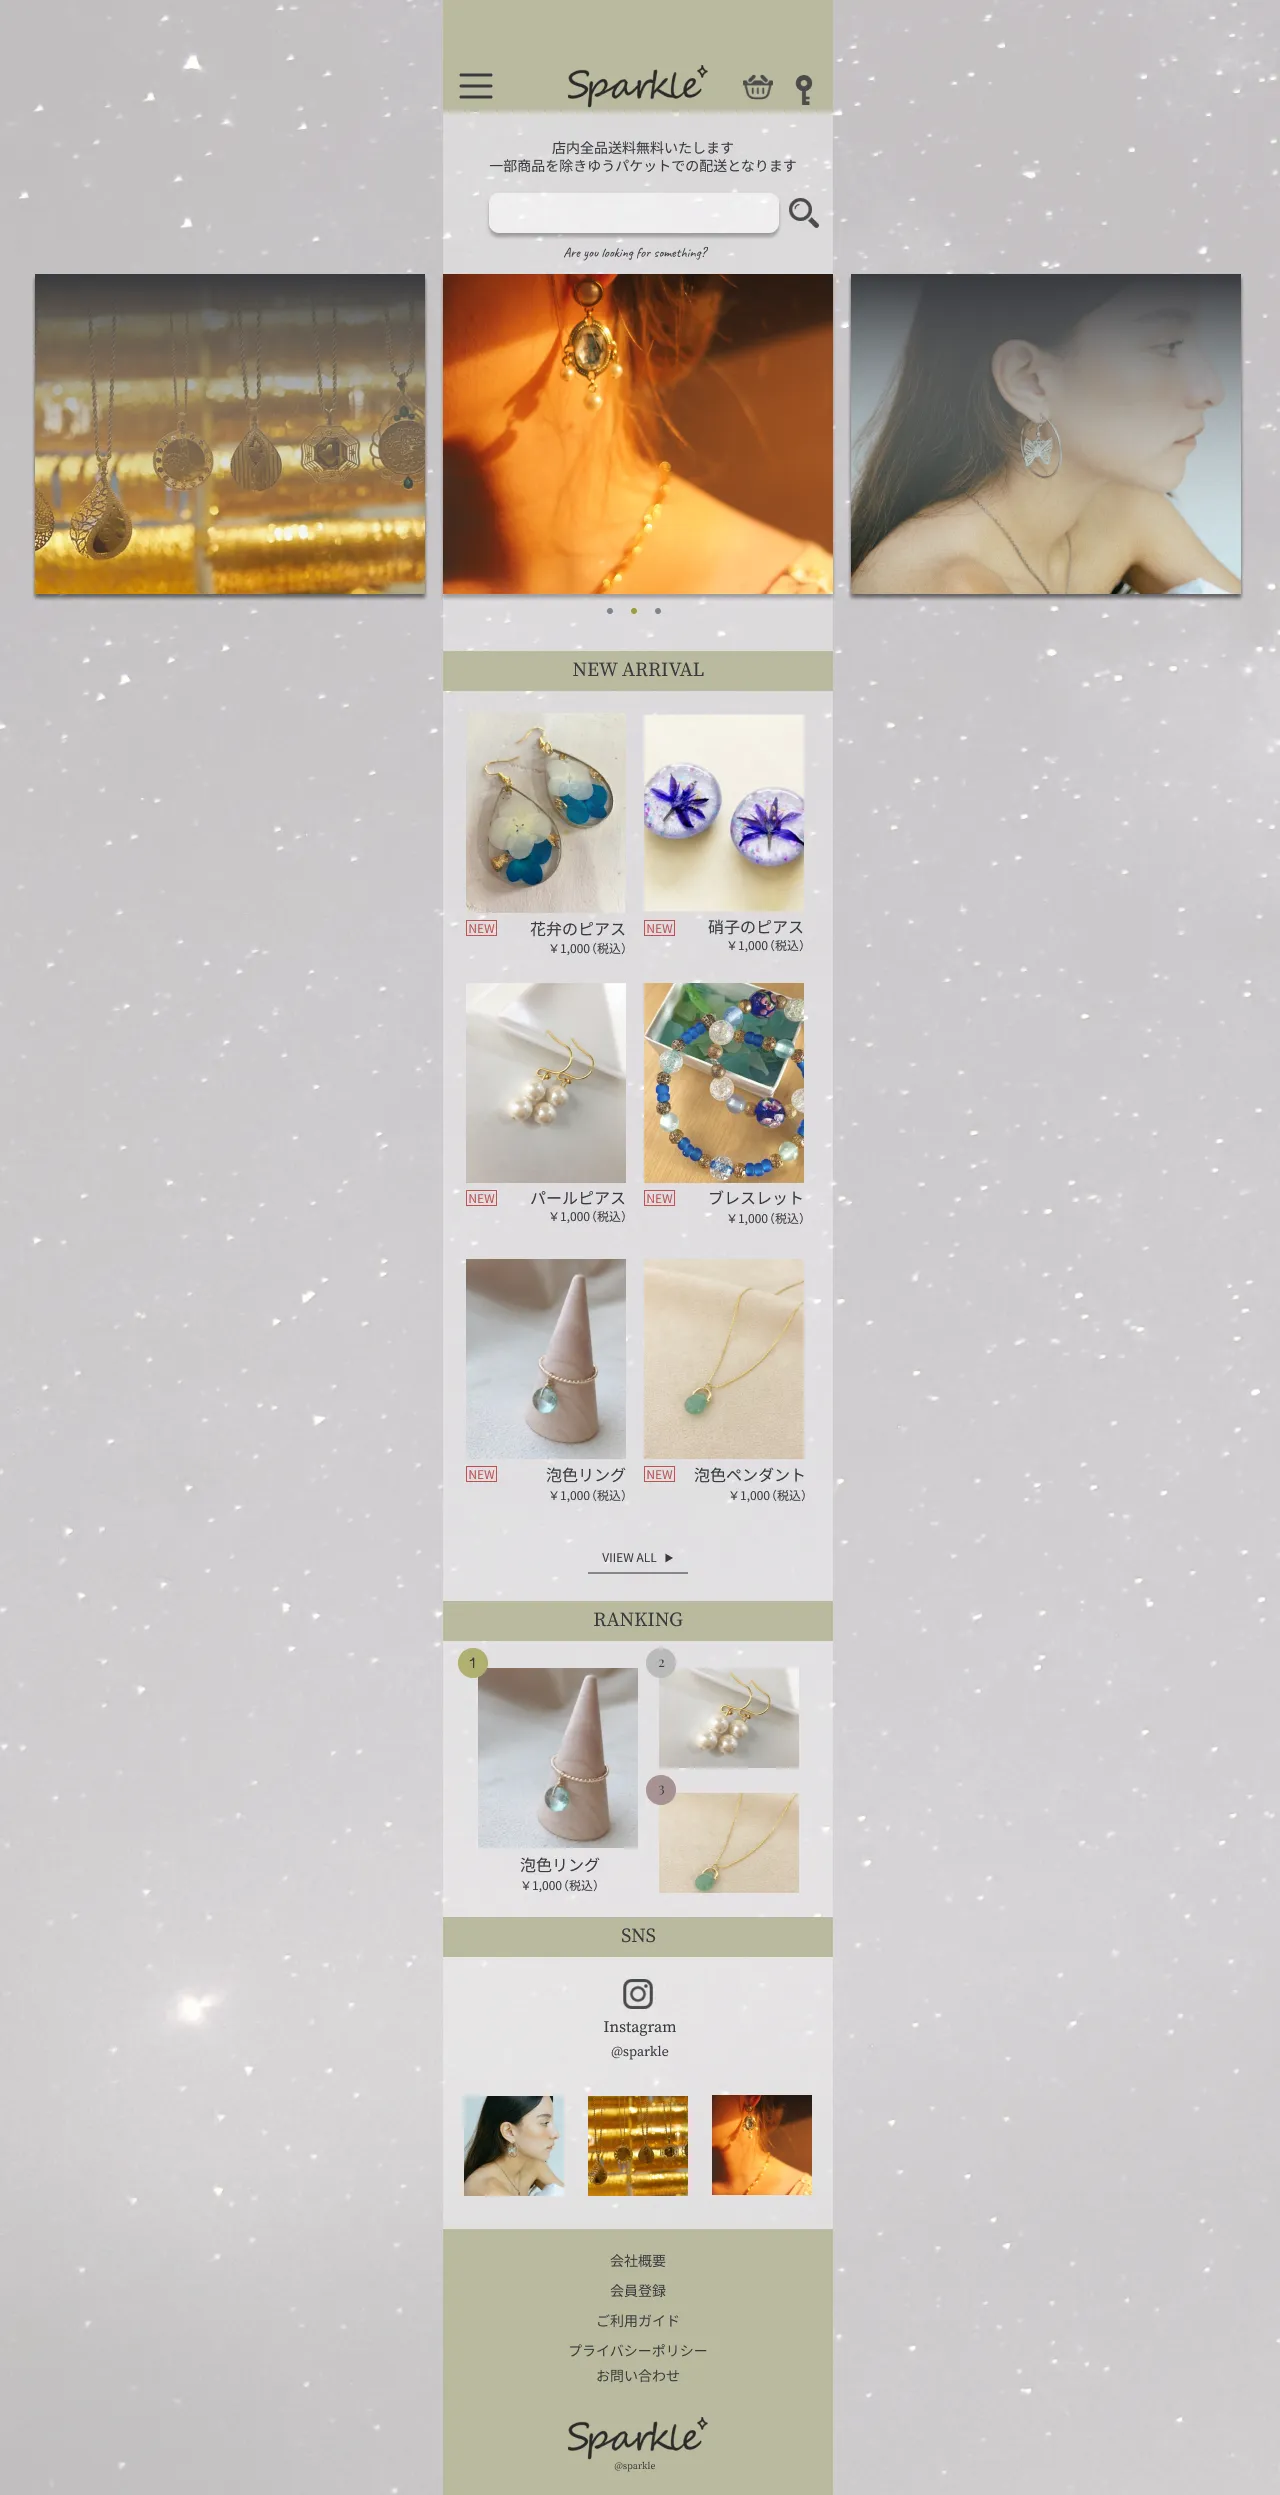 Sparkle
店内全品送料無料いたします
一部商品を除きゆうパケットでの配送となります
Are you looking for something?
NEW ARRIVAL
NEW 花弁のピアス
￥1,000（税込）
NEW 硝子のピアス
￥1,000（税込）
NEW パールピアス
￥1,000（税込）
NEW ブレスレット
￥1,000（税込）
NEW 泡色リング
￥1,000（税込）
NEW 泡色ペンダント
￥1,000（税込）
VIIEW ALL ▶
RANKING
1
2
3
泡色リング
￥1,000（税込）
SNS
Instagram
@sparkle
会社概要
会員登録
ご利用ガイド
プライバシーポリシー
お問い合わせ
Sparkle
@sparkle